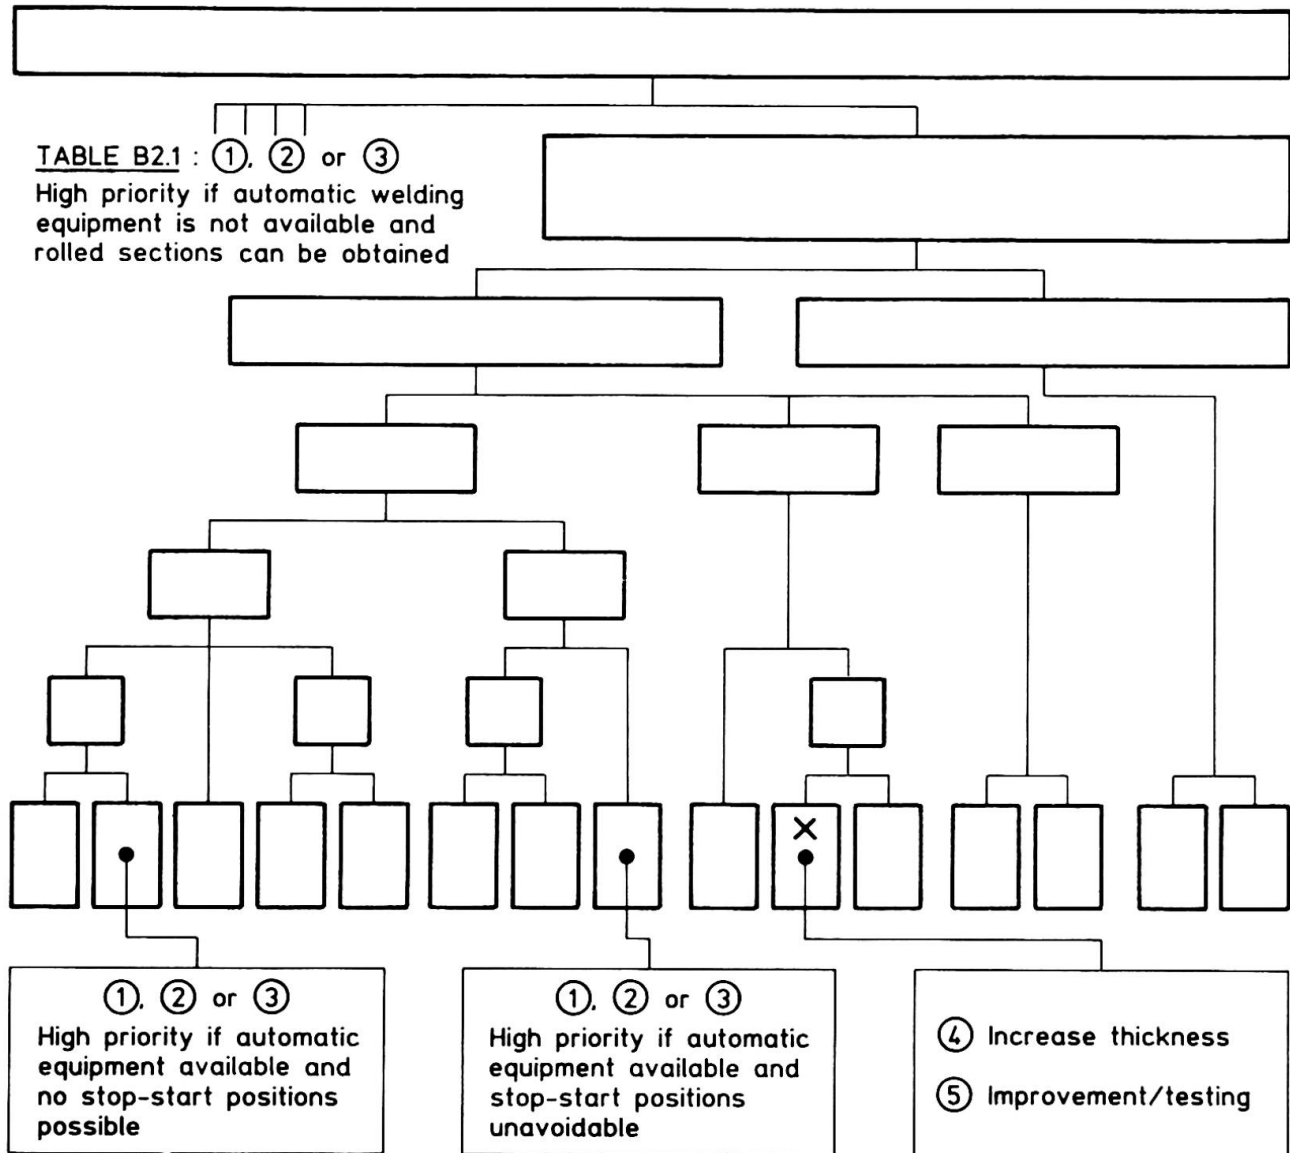 TABLE B2.1 : ①, ② or ③
High priority if automatic welding
equipment is not available and
rolled sections can be obtained
①, ② or ③
High priority if automatic
equipment available and
no stop-start positions
possible
①, ② or ③
High priority if automatic
equipment available and
stop-start positions
unavoidable
④ Increase thickness
⑤ Improvement/testing